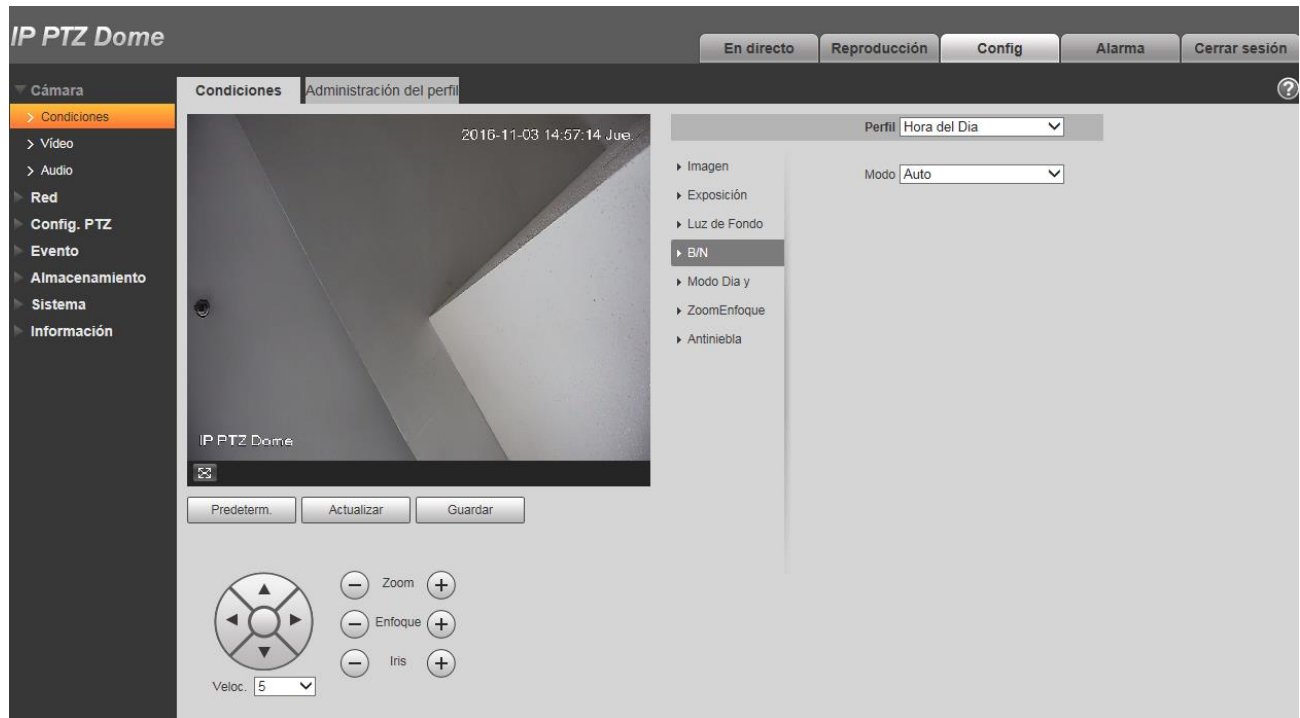 IP PTZ Dome
En directo
Reproducción
Config
Alarma
Cerrar sesión
Cámara
Condiciones
Vídeo
Audio
Red
Config. PTZ
Evento
Almacenamiento
Sistema
Información
Condiciones
Administración del perfil
?
2016-11-03 14:57:14 Jue.
IP PTZ Dome
Predeterm.
Actualizar
Guardar
Zoom
Enfoque
Iris
Veloc. 5
Perfil Hora del Dia
Imagen
Exposición
Luz de Fondo
B/N
Modo Dia y
ZoomEnfoque
Antiniebla
Modo Auto